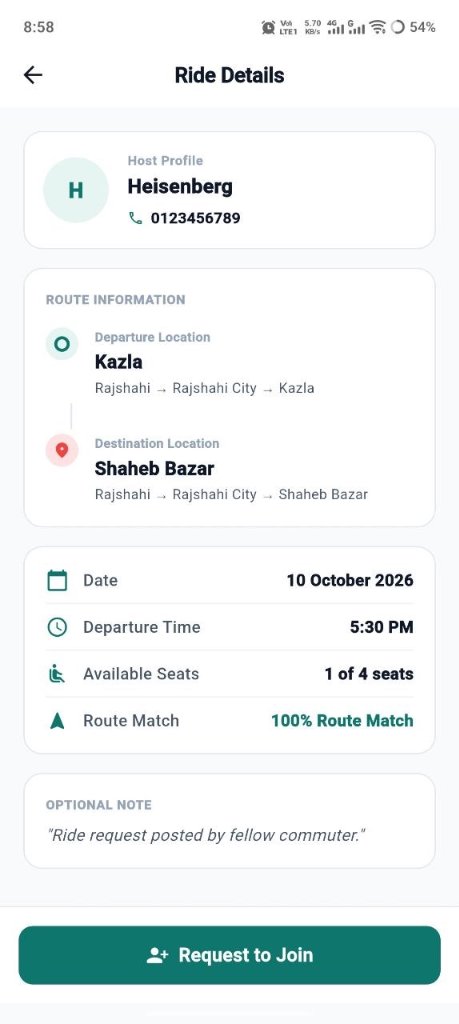 8:58
Vo)) LTE1 5.70 KB/s 4G G 54%
Ride Details
H
Host Profile
Heisenberg
0123456789
ROUTE INFORMATION
Departure Location
Kazla
Rajshahi → Rajshahi City → Kazla
Destination Location
Shaheb Bazar
Rajshahi → Rajshahi City → Shaheb Bazar
Date 10 October 2026
Departure Time 5:30 PM
Available Seats 1 of 4 seats
Route Match 100% Route Match
OPTIONAL NOTE
"Ride request posted by fellow commuter."
Request to Join